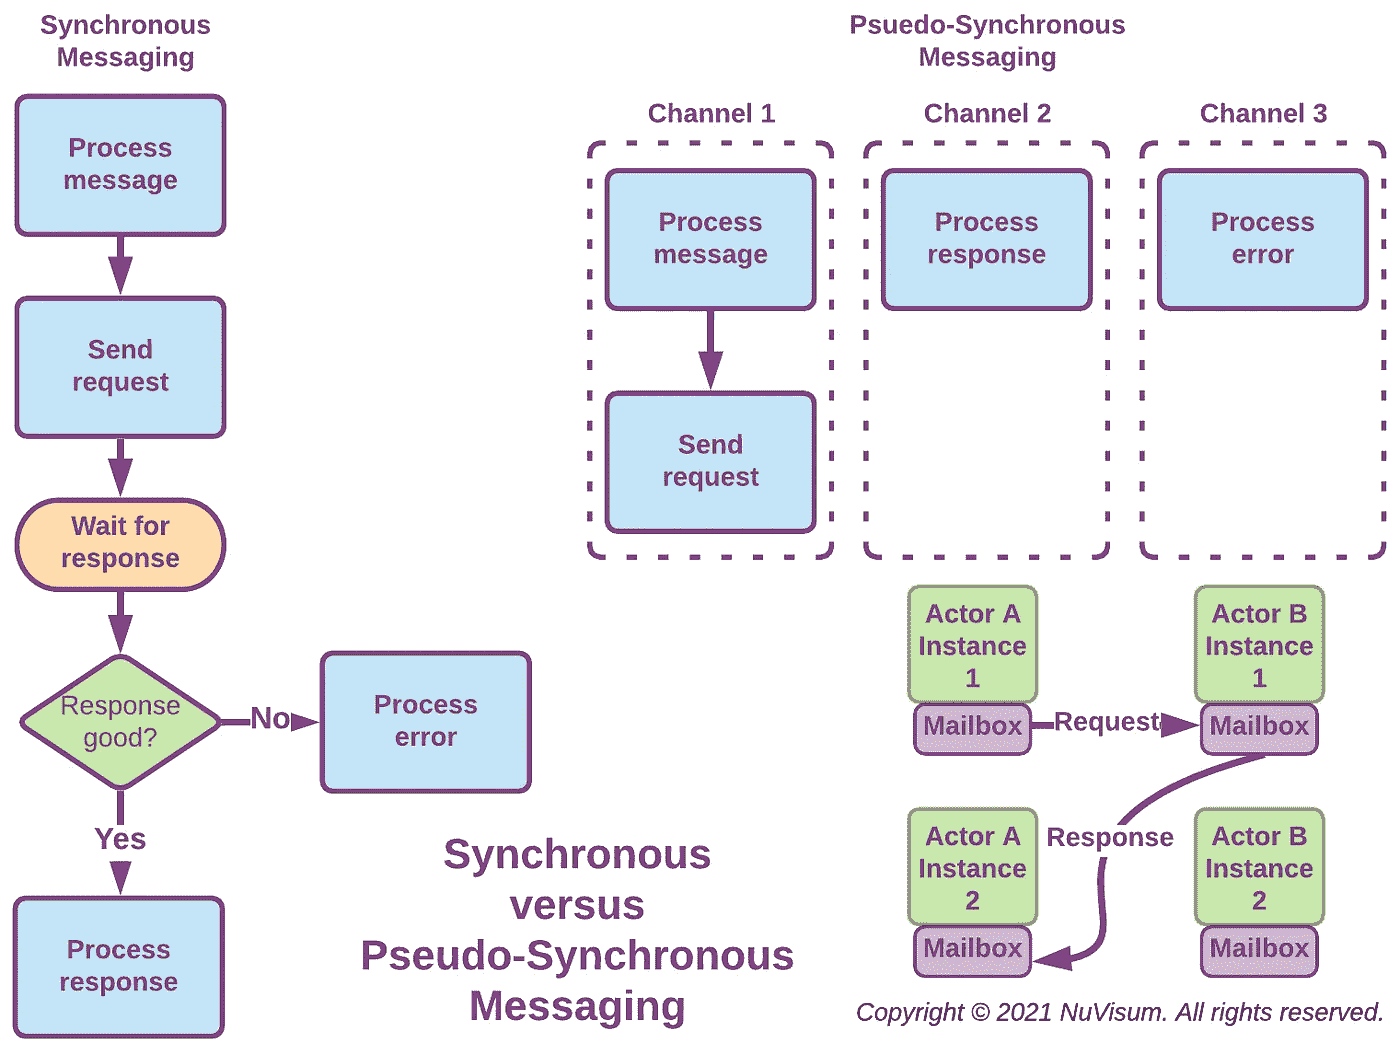 Synchronous
Messaging
Process
message
Send
request
Wait for
response
Response
good?
No
Process
error
Yes
Process
response
Psuedo-Synchronous
Messaging
Channel 1
Process
message
Send
request
Channel 2
Process
response
Channel 3
Process
error
Actor A
Instance
1
Mailbox
Request
Actor B
Instance
1
Mailbox
Response
Actor A
Instance
2
Mailbox
Actor B
Instance
2
Mailbox
Synchronous
versus
Pseudo-Synchronous
Messaging
Copyright © 2021 NuVisum. All rights reserved.